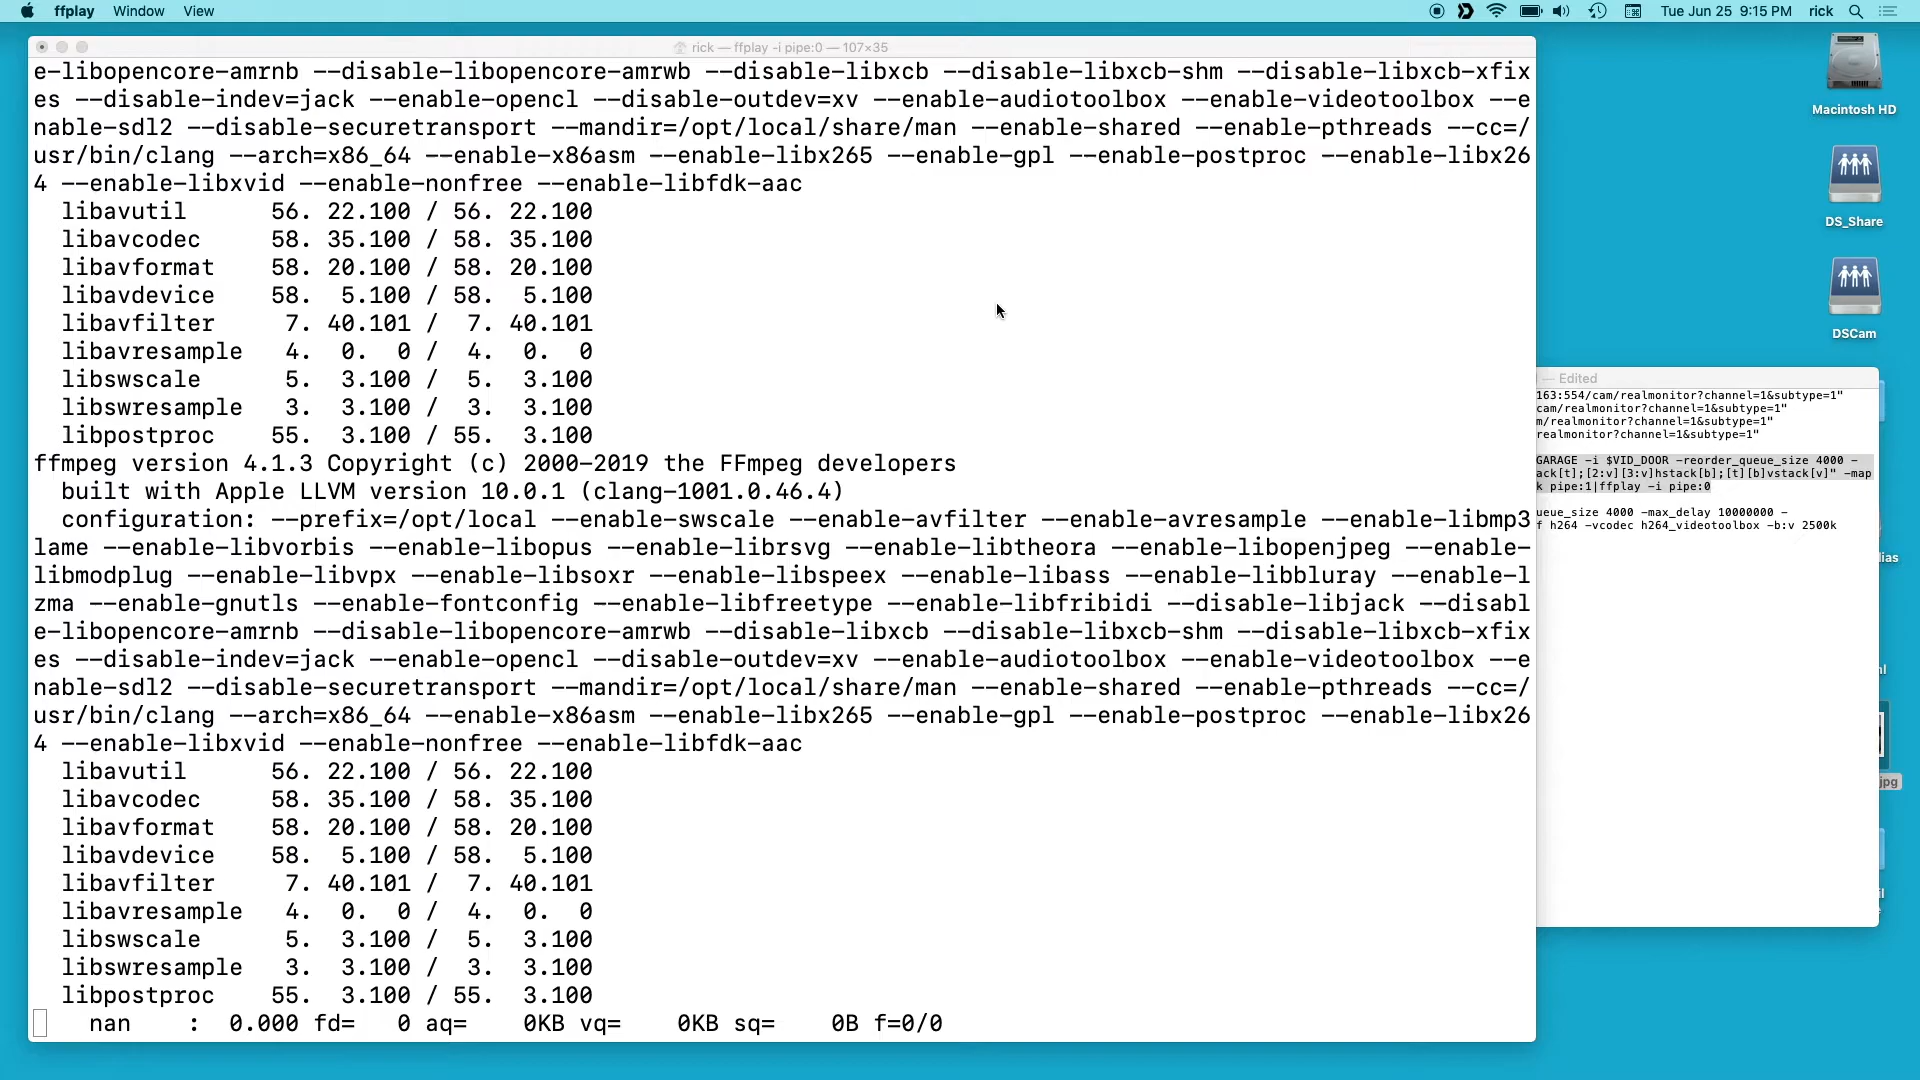 ffplay Window View Tue Jun 25 9:15 PM rick
rick — ffplay -i pipe:0 — 107×35
e-libopencore-amrnb --disable-libopencore-amrwb --disable-libxcb --disable-libxcb-shm --disable-libxcb-xfix
es --disable-indev=jack --enable-opencl --disable-outdev=xv --enable-audiotoolbox --enable-videotoolbox --e
nable-sdl2 --disable-securetransport --mandir=/opt/local/share/man --enable-shared --enable-pthreads --cc=/
usr/bin/clang --arch=x86_64 --enable-x86asm --enable-libx265 --enable-gpl --enable-postproc --enable-libx26
4 --enable-libxvid --enable-nonfree --enable-libfdk-aac
libavutil 56. 22.100 / 56. 22.100
libavcodec 58. 35.100 / 58. 35.100
libavformat 58. 20.100 / 58. 20.100
libavdevice 58. 5.100 / 58. 5.100
libavfilter 7. 40.101 / 7. 40.101
libavresample 4. 0. 0 / 4. 0. 0
libswscale 5. 3.100 / 5. 3.100
libswresample 3. 3.100 / 3. 3.100
libpostproc 55. 3.100 / 55. 3.100
ffmpeg version 4.1.3 Copyright (c) 2000-2019 the FFmpeg developers
built with Apple LLVM version 10.0.1 (clang-1001.0.46.4)
configuration: --prefix=/opt/local --enable-swscale --enable-avfilter --enable-avresample --enable-libmp3
lame --enable-libvorbis --enable-libopus --enable-librsvg --enable-libtheora --enable-libopenjpeg --enable-
libmodplug --enable-libvpx --enable-libsoxr --enable-libspeex --enable-libass --enable-libbluray --enable-l
zma --enable-gnutls --enable-fontconfig --enable-libfreetype --enable-libfribidi --disable-libjack --disabl
e-libopencore-amrnb --disable-libopencore-amrwb --disable-libxcb --disable-libxcb-shm --disable-libxcb-xfix
es --disable-indev=jack --enable-opencl --disable-outdev=xv --enable-audiotoolbox --enable-videotoolbox --e
nable-sdl2 --disable-securetransport --mandir=/opt/local/share/man --enable-shared --enable-pthreads --cc=/
usr/bin/clang --arch=x86_64 --enable-x86asm --enable-libx265 --enable-gpl --enable-postproc --enable-libx26
4 --enable-libxvid --enable-nonfree --enable-libfdk-aac
libavutil 56. 22.100 / 56. 22.100
libavcodec 58. 35.100 / 58. 35.100
libavformat 58. 20.100 / 58. 20.100
libavdevice 58. 5.100 / 58. 5.100
libavfilter 7. 40.101 / 7. 40.101
libavresample 4. 0. 0 / 4. 0. 0
libswscale 5. 3.100 / 5. 3.100
libswresample 3. 3.100 / 3. 3.100
libpostproc 55. 3.100 / 55. 3.100
nan : 0.000 fd= 0 aq= 0KB vq= 0KB sq= 0B f=0/0
— Edited
163:554/cam/realmonitor?channel=1&subtype=1"
cam/realmonitor?channel=1&subtype=1"
m/realmonitor?channel=1&subtype=1"
realmonitor?channel=1&subtype=1"
GARAGE -i $VID_DOOR -reorder_queue_size 4000 -
ack[t];[2:v][3:v]hstack[b];[t][b]vstack[v]" -map
k pipe:1|ffplay -i pipe:0
ueue_size 4000 -max_delay 10000000 -
f h264 -vcodec h264_videotoolbox -b:v 2500k
Macintosh HD
DS_Share
DSCam
ias
jpg